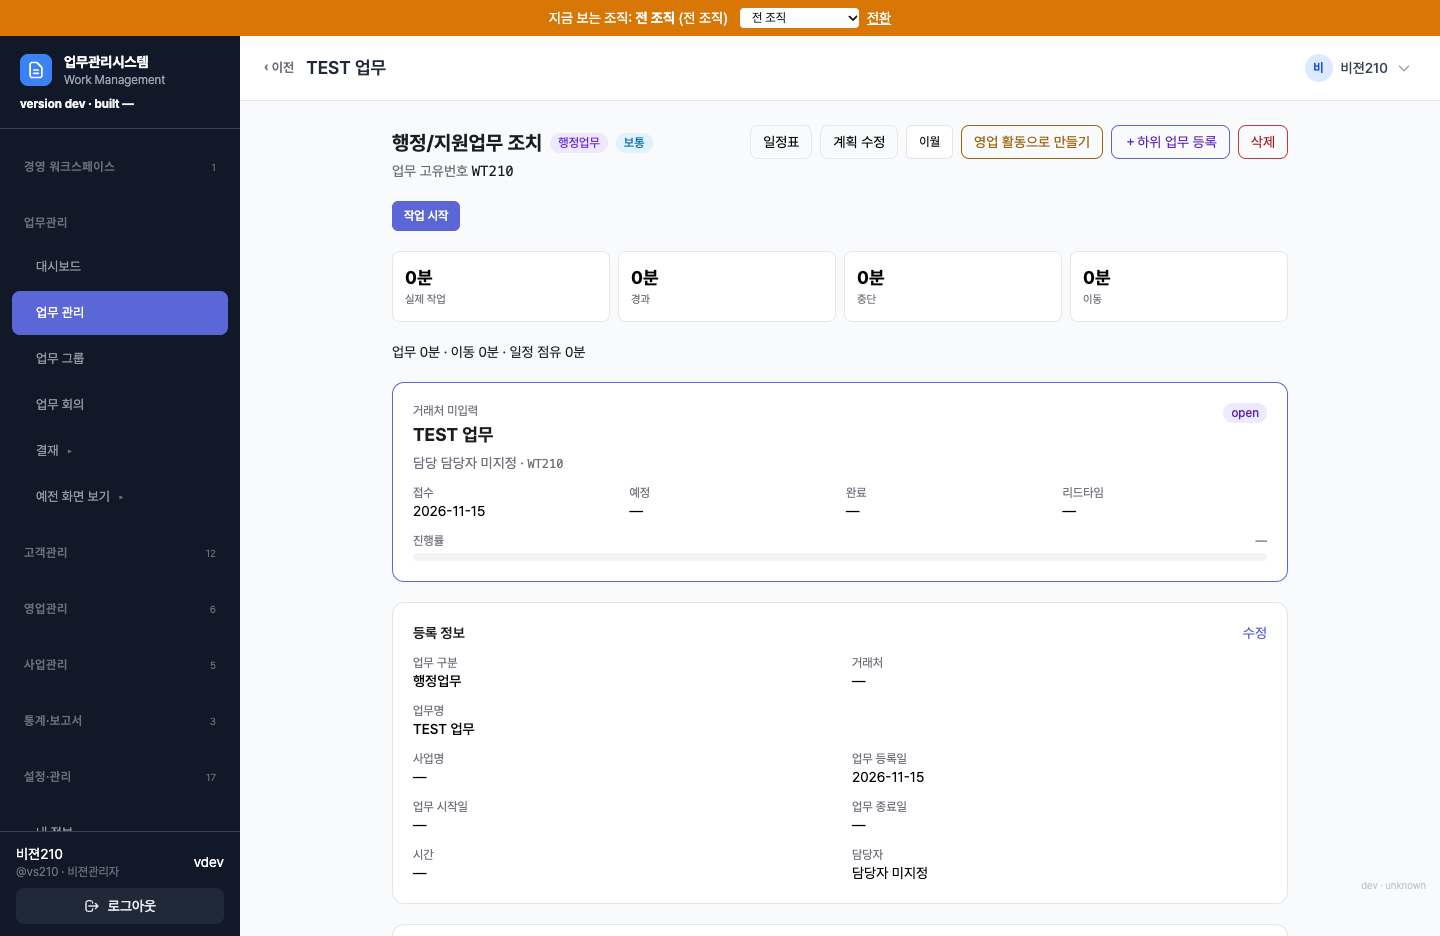 지금 보는 조직: 전 조직 (전 조직) 전 조직 전환
업무관리시스템
Work Management
version dev · built —
경영 워크스페이스 1
업무관리
대시보드
업무 관리
업무 그룹
업무 회의
결재 ▸
예전 화면 보기 ▸
고객관리 12
영업관리 6
사업관리 5
통계·보고서 3
설정·관리 17
비젼210
@vs210 · 비젼관리자
vdev
로그아웃
‹ 이전 TEST 업무
비 비젼210
행정/지원업무 조치 행정업무 보통
일정표 계획 수정 이월 영업 활동으로 만들기 + 하위 업무 등록 삭제
업무 고유번호 WT210
작업 시작
0분 0분 0분 0분
실제 작업 경과 중단 이동
업무 0분 · 이동 0분 · 일정 점유 0분
거래처 미입력 open
TEST 업무
담당 담당자 미지정 · WT210
접수 예정 완료 리드타임
2026-11-15 — — —
진행률 —
등록 정보 수정
업무 구분 거래처
행정업무 —
업무명
TEST 업무
사업명 업무 등록일
— 2026-11-15
업무 시작일 업무 종료일
— —
시간 담당자
— 담당자 미지정
dev · unknown